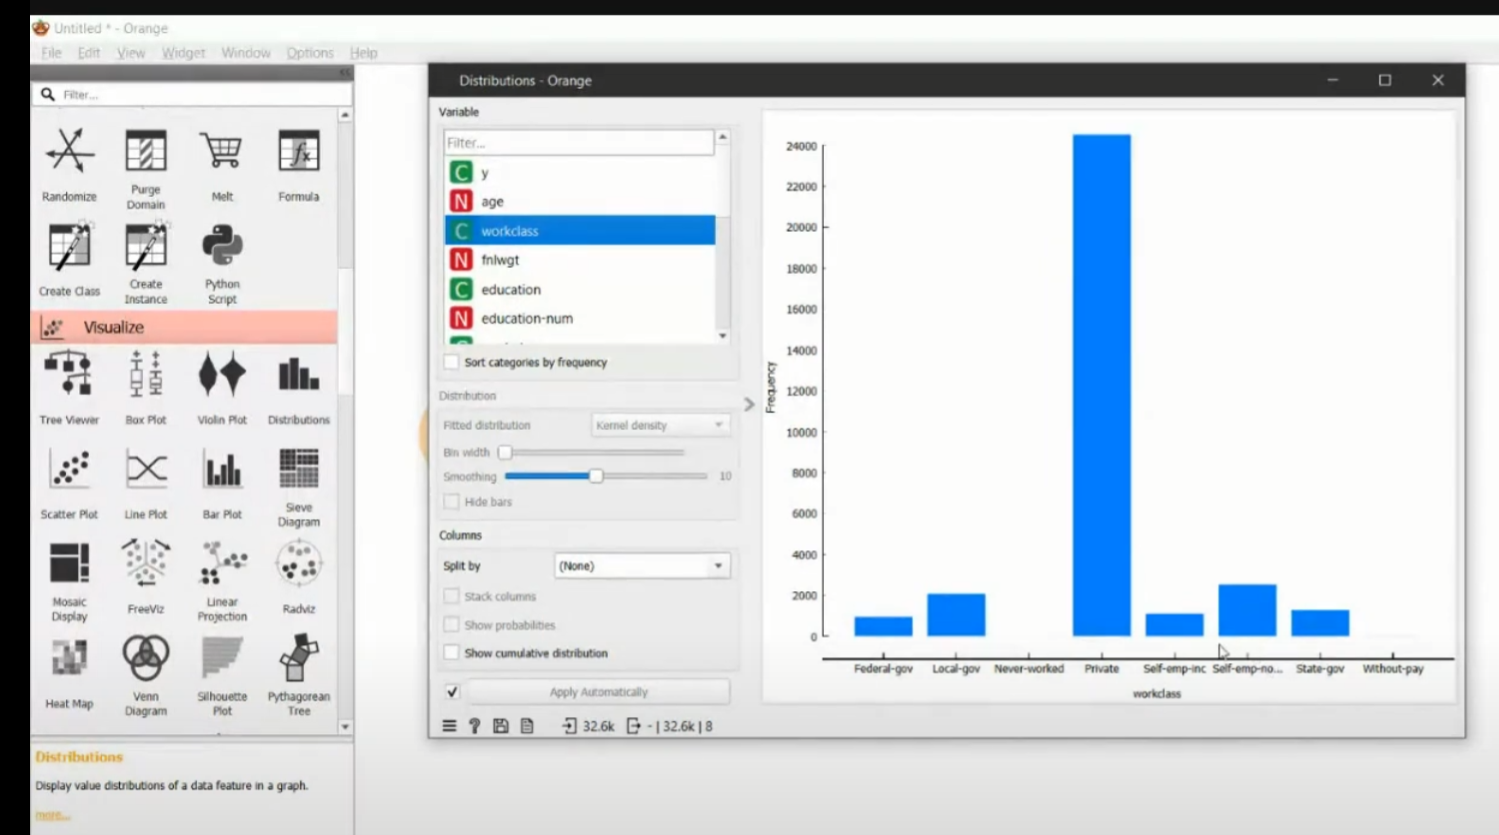 Untitled * - Orange
File Edit View Widget Window Options Help
Filter...
Randomize
Purge Domain
Melt
Formula
Create Class
Create Instance
Python Script
Visualize
Tree Viewer
Box Plot
Violin Plot
Distributions
Scatter Plot
Line Plot
Bar Plot
Sieve Diagram
Mosaic Display
FreeViz
Linear Projection
Radviz
Heat Map
Venn Diagram
Silhouette Plot
Pythagorean Tree
Distributions
Display value distributions of a data feature in a graph.
more...
Distributions - Orange
Variable
Filter...
C y
N age
C workclass
N fnlwgt
C education
N education-num
Sort categories by frequency
Distribution
Fitted distribution Kernel density
Bin width
Smoothing 10
Hide bars
Columns
Split by (None)
Stack columns
Show probabilities
Show cumulative distribution
Apply Automatically
32.6k - | 32.6k | 8
24000
22000
20000
18000
16000
14000
12000
10000
8000
6000
4000
2000
0
Frequency
Federal-gov Local-gov Never-worked Private Self-emp-inc Self-emp-no... State-gov Without-pay
workclass